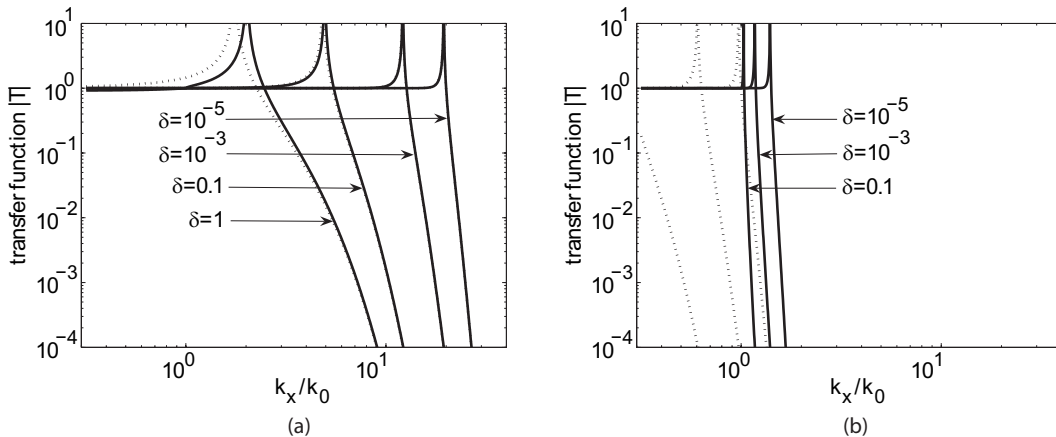 transfer function |T|
10^1
10^0
10^−1
10^−2
10^−3
10^−4
δ=10^−5
δ=10^−3
δ=0.1
δ=1
10^0
10^1
k_x/k_0
(a)
transfer function |T|
10^1
10^0
10^−1
10^−2
10^−3
10^−4
δ=10^−5
δ=10^−3
δ=0.1
10^0
10^1
k_x/k_0
(b)